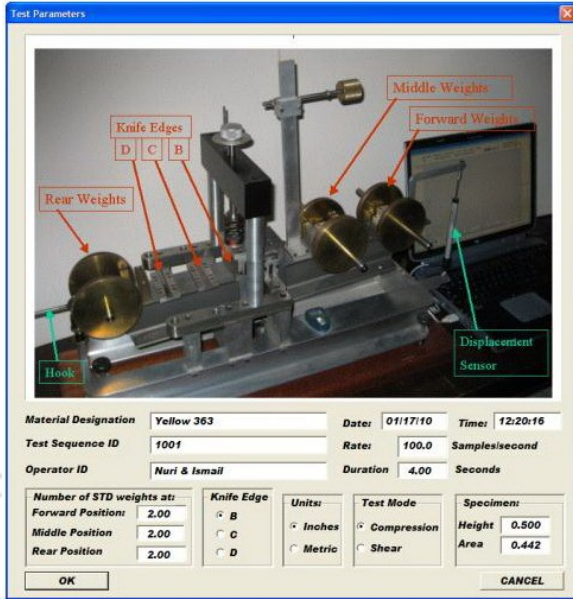 Test Parameters
Middle Weights
Knife Edges
Forward Weights
D C B
Rear Weights
Hook
Displacement
Sensor
Material Designation Yellow 363 Date: 01/17/10 Time: 12:20:16
Test Sequence ID 1001 Rate: 100.0 Samples/second
Operator ID Nuri & Ismail Duration 4.00 Seconds
Number of STD weights at:
Forward Position: 2.00
Middle Position 2.00
Rear Position 2.00
Knife Edge
B
C
D
Units:
Inches
Metric
Test Mode
Compression
Shear
Specimen:
Height 0.500
Area 0.442
OK
CANCEL